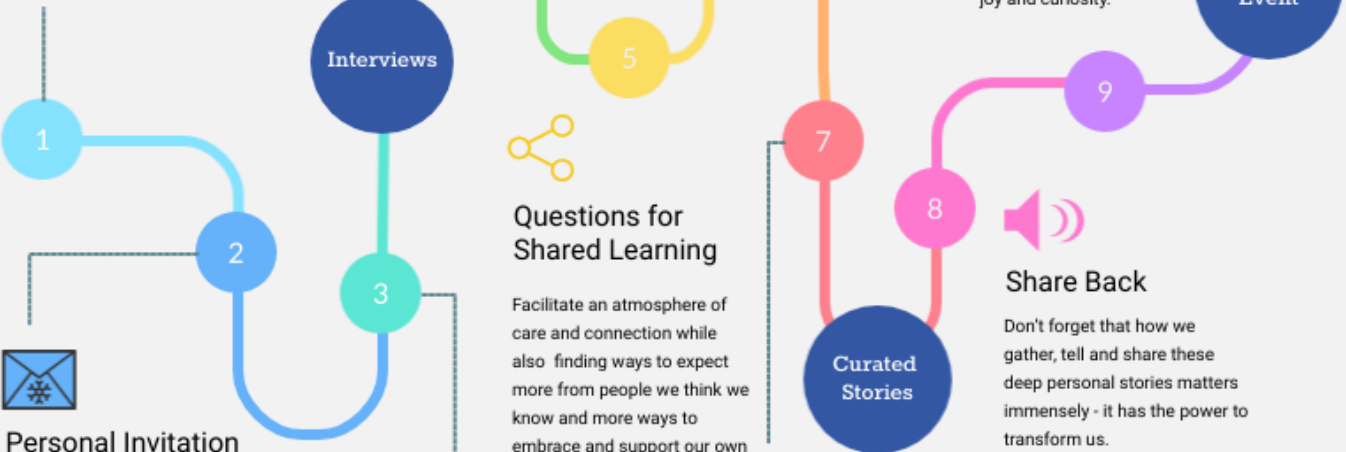 joy and curiosity.
Event
Interviews
5
9
1
7
8
2
3
Questions for
Shared Learning
Facilitate an atmosphere of
care and connection while
also finding ways to expect
more from people we think we
know and more ways to
embrace and support our own
Share Back
Don't forget that how we
gather, tell and share these
deep personal stories matters
immensely - it has the power to
transform us.
Curated
Stories
Personal Invitation